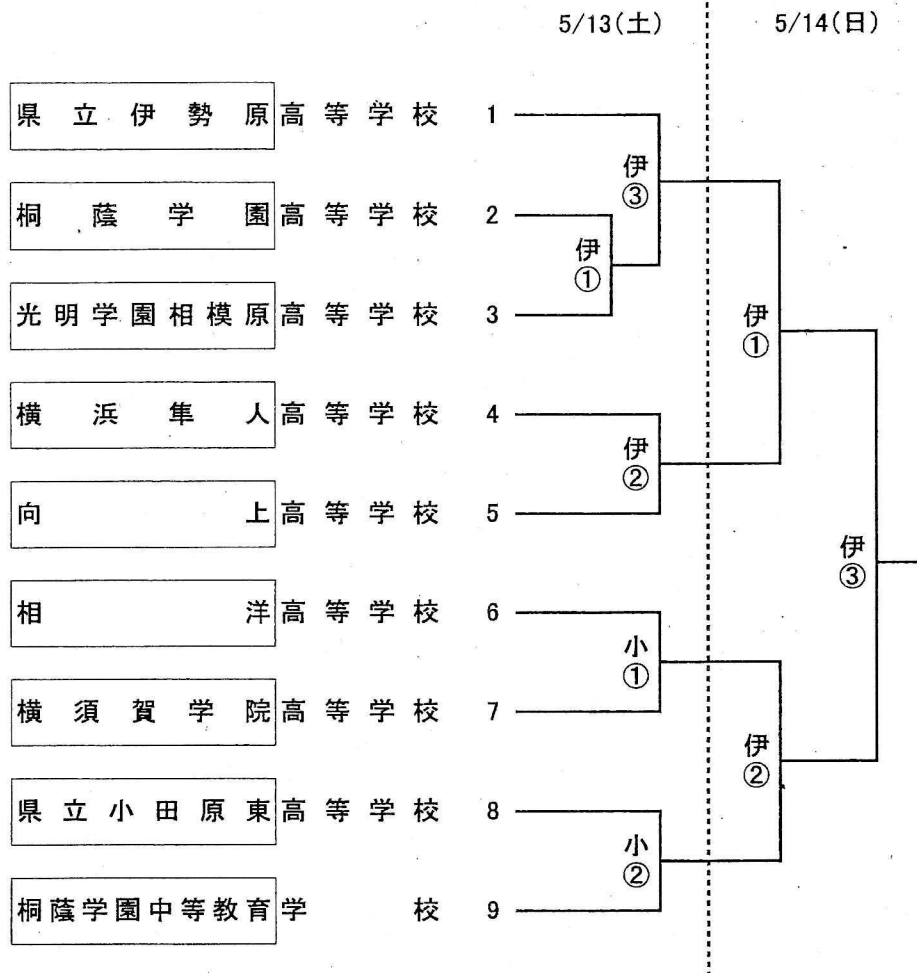 5/13(土) 5/14(日)
県立伊勢原高等学校 1
伊③
桐蔭学園高等学校 2
伊①
光明学園相模原高等学校 3
伊①
横浜隼人高等学校 4
伊②
向上高等学校 5
伊③
相洋高等学校 6
小①
横須賀学院高等学校 7
伊②
県立小田原東高等学校 8
小②
桐蔭学園中等教育学校 9